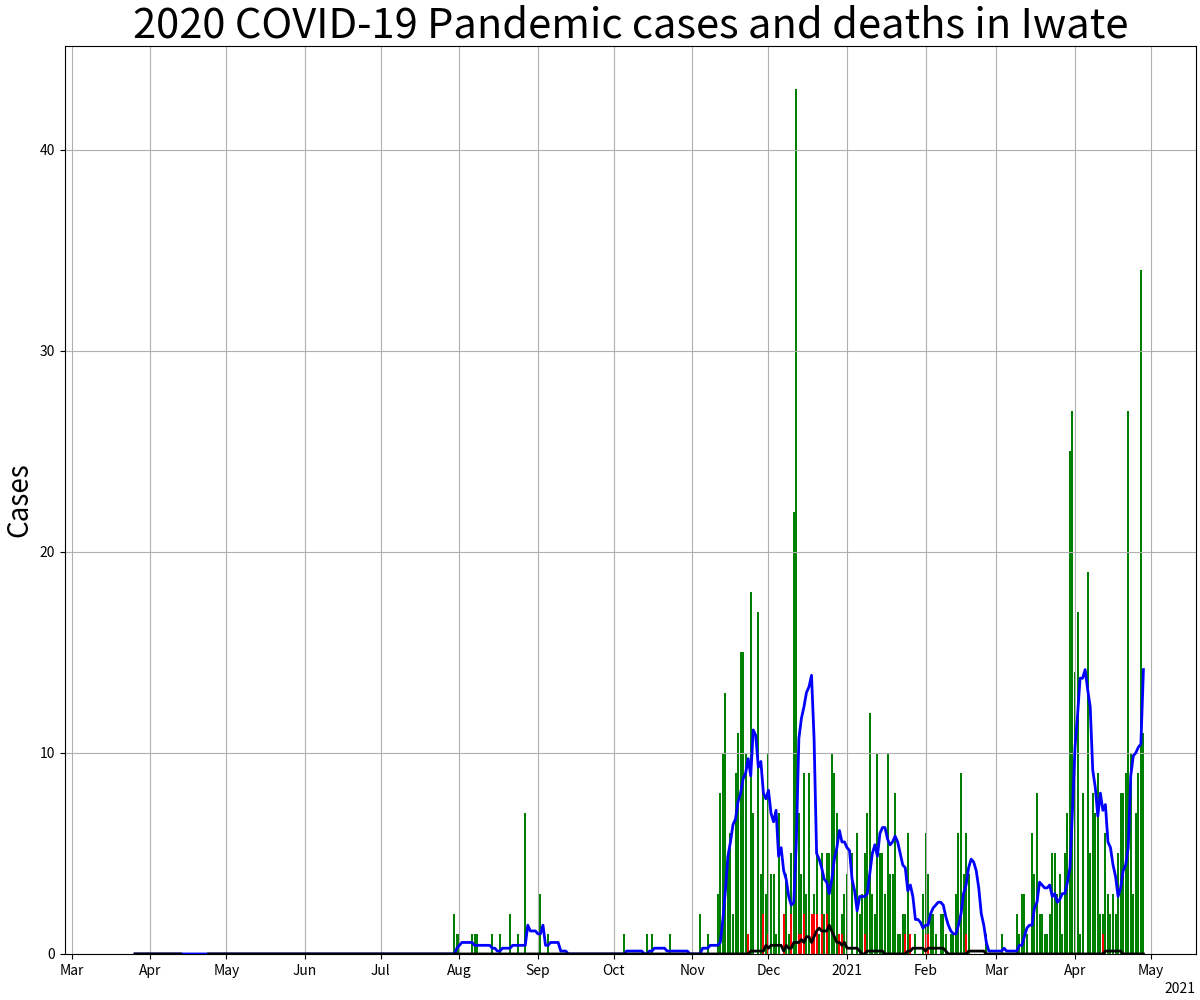 2020 COVID-19 Pandemic cases and deaths in Iwate
Cases
40
30
20
10
0
Mar Apr May Jun Jul Aug Sep Oct Nov Dec 2021 Feb Mar Apr May
2021